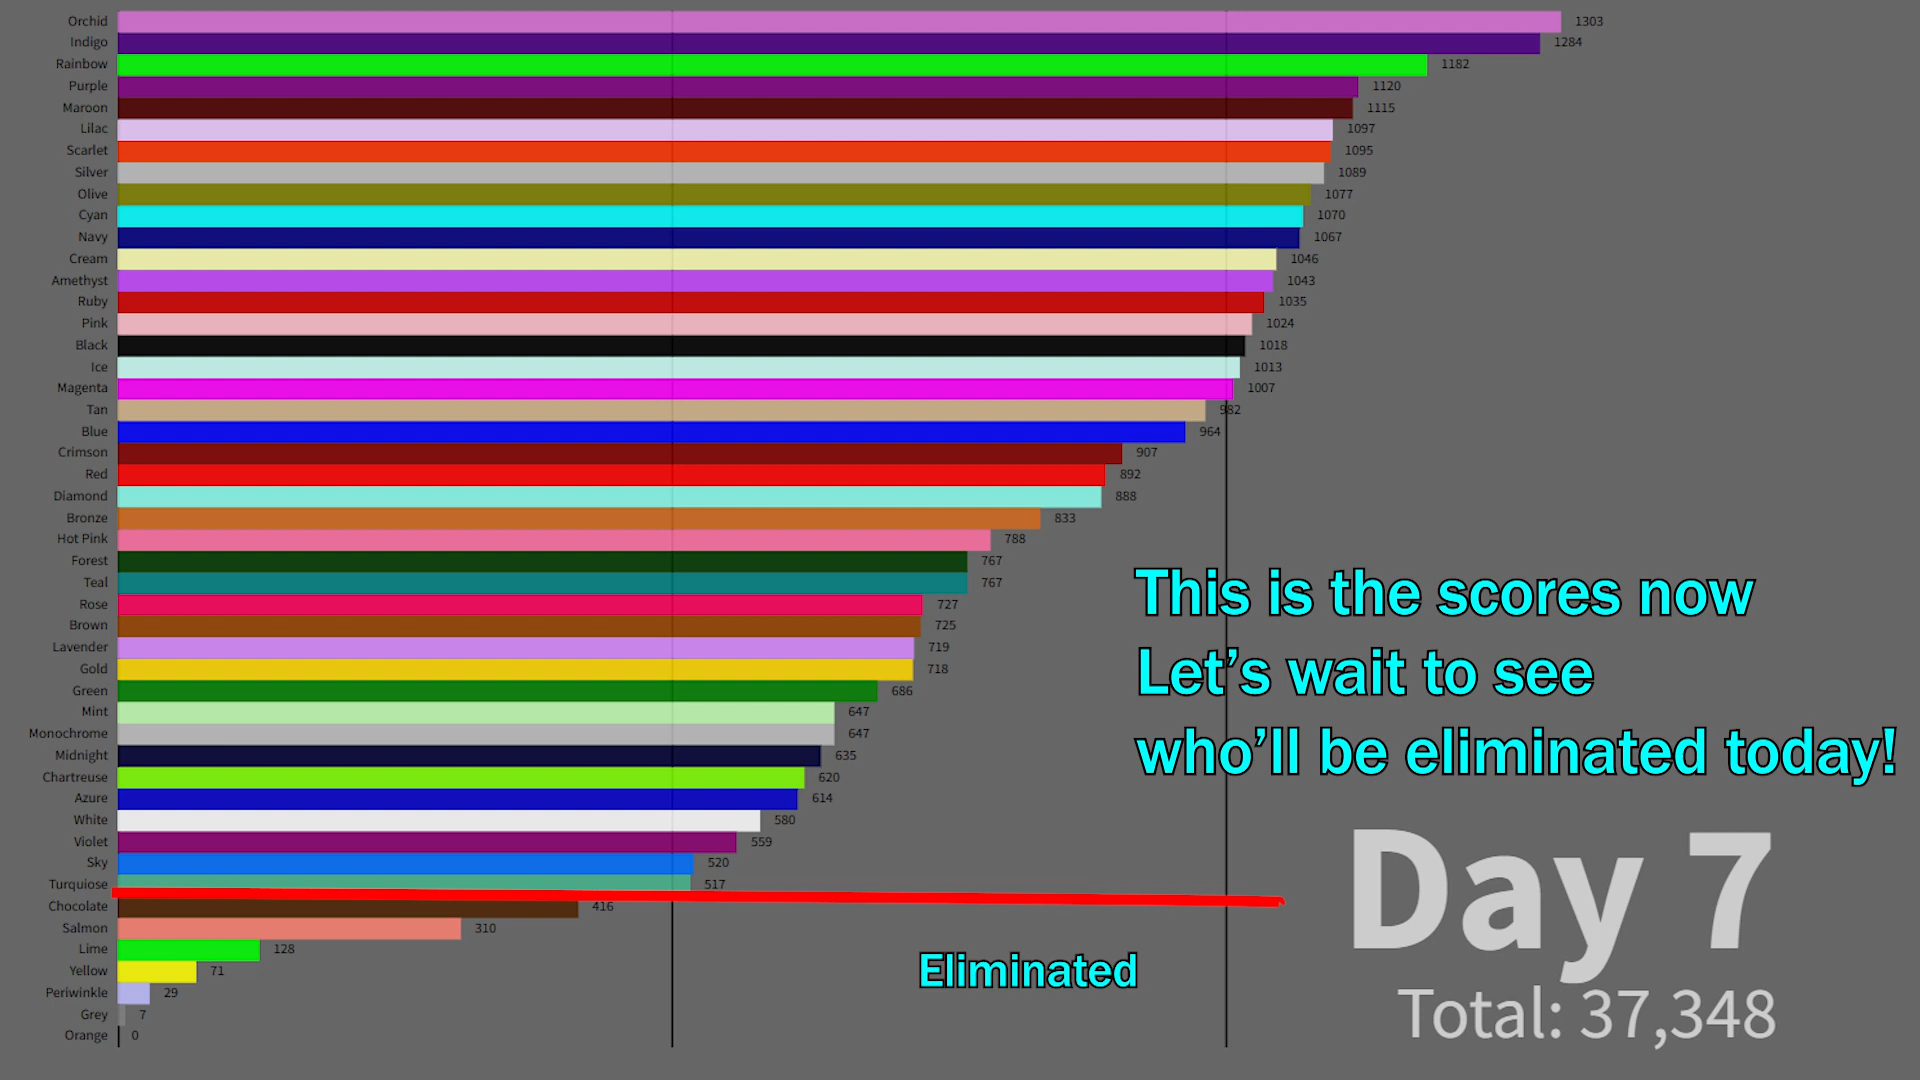 Orchid 1303
Indigo 1284
Rainbow 1182
Purple 1120
Maroon 1115
Lilac 1097
Scarlet 1095
Silver 1089
Olive 1077
Cyan 1070
Navy 1067
Cream 1046
Amethyst 1043
Ruby 1035
Pink 1024
Black 1018
Ice 1013
Magenta 1007
Tan 982
Blue 964
Crimson 907
Red 892
Diamond 888
Bronze 833
Hot Pink 788
Forest 767
Teal 767
Rose 727
Brown 725
Lavender 719
Gold 718
Green 686
Mint 647
Monochrome 647
Midnight 635
Chartreuse 620
Azure 614
White 580
Violet 559
Sky 520
Turquiose 517
Chocolate 416
Salmon 310
Lime 128
Yellow 71
Periwinkle 29
Grey 7
Orange 0
This is the scores now
Let's wait to see
who'll be eliminated today!
Eliminated
Day 7
Total: 37,348